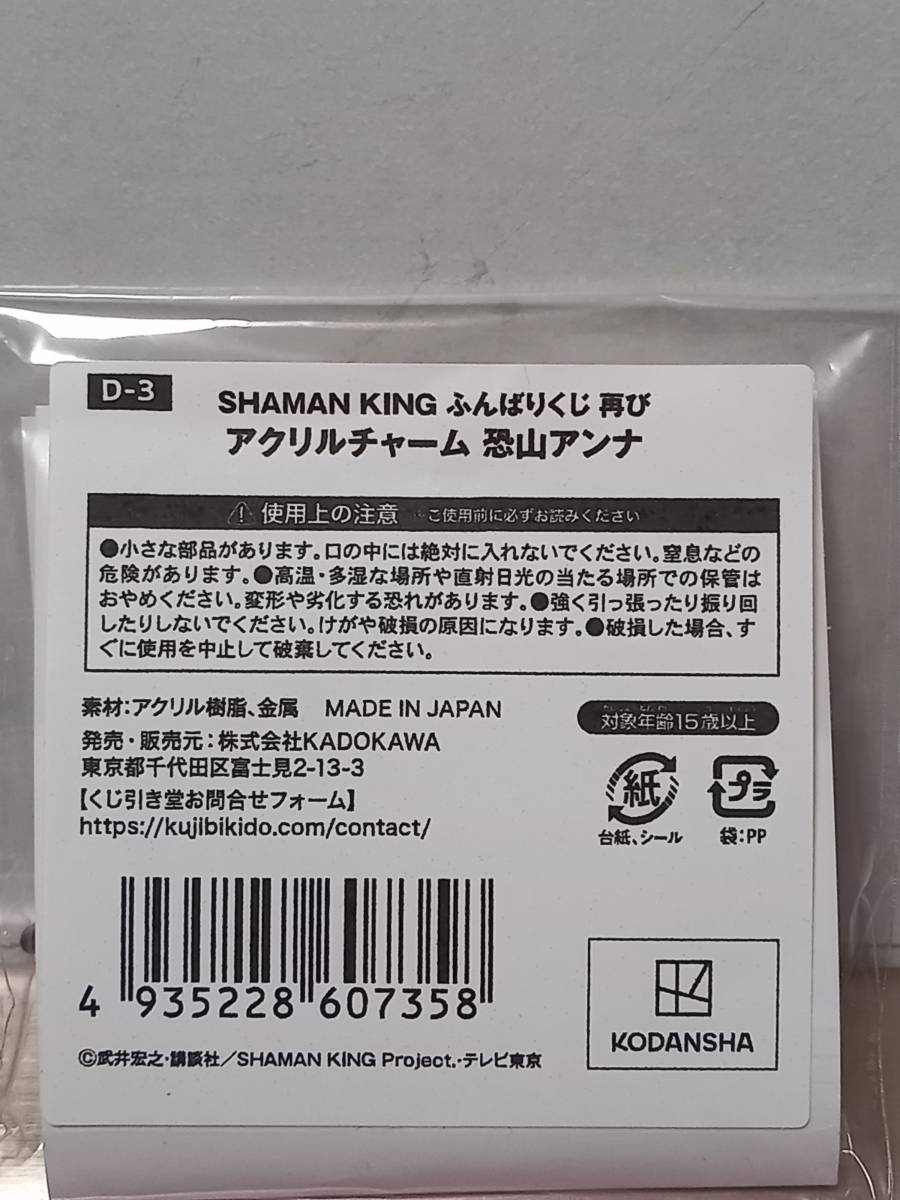 D-3
SHAMAN KING ふんばりくじ 再び
アクリルチャーム 恐山アンナ
⚠ 使用上の注意 ーご使用前に必ずお読みください
●小さな部品があります。口の中には絶対に入れないでください。窒息などの
危険があります。●高温・多湿な場所や直射日光の当たる場所での保管は
おやめください。変形や劣化する恐れがあります。●強く引っ張ったり振り回
したりしないでください。けがや破損の原因になります。●破損した場合、す
ぐに使用を中止して破棄してください。
素材:アクリル樹脂、金属 MADE IN JAPAN
発売・販売元:株式会社KADOKAWA
東京都千代田区富士見2-13-3
【くじ引き堂お問合せフォーム】
https://kujibikido.com/contact/
対象年齢15歳以上
紙
台紙、シール
プラ
袋:PP
4 935228 607358
KODANSHA
©武井宏之・講談社/SHAMAN KING Project.・テレビ東京